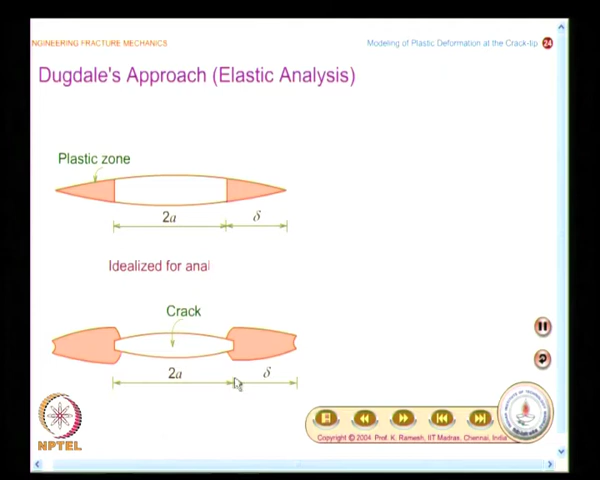 NGINEERING FRACTURE MECHANICS
Modeling of Plastic Deformation at the Crack-tip 24
Dugdale's Approach (Elastic Analysis)
Plastic zone
2a
δ
Idealized for anal
Crack
2a
δ
NPTEL
Copyright © 2004 Prof. K. Ramesh, IIT Madras, Chennai, India